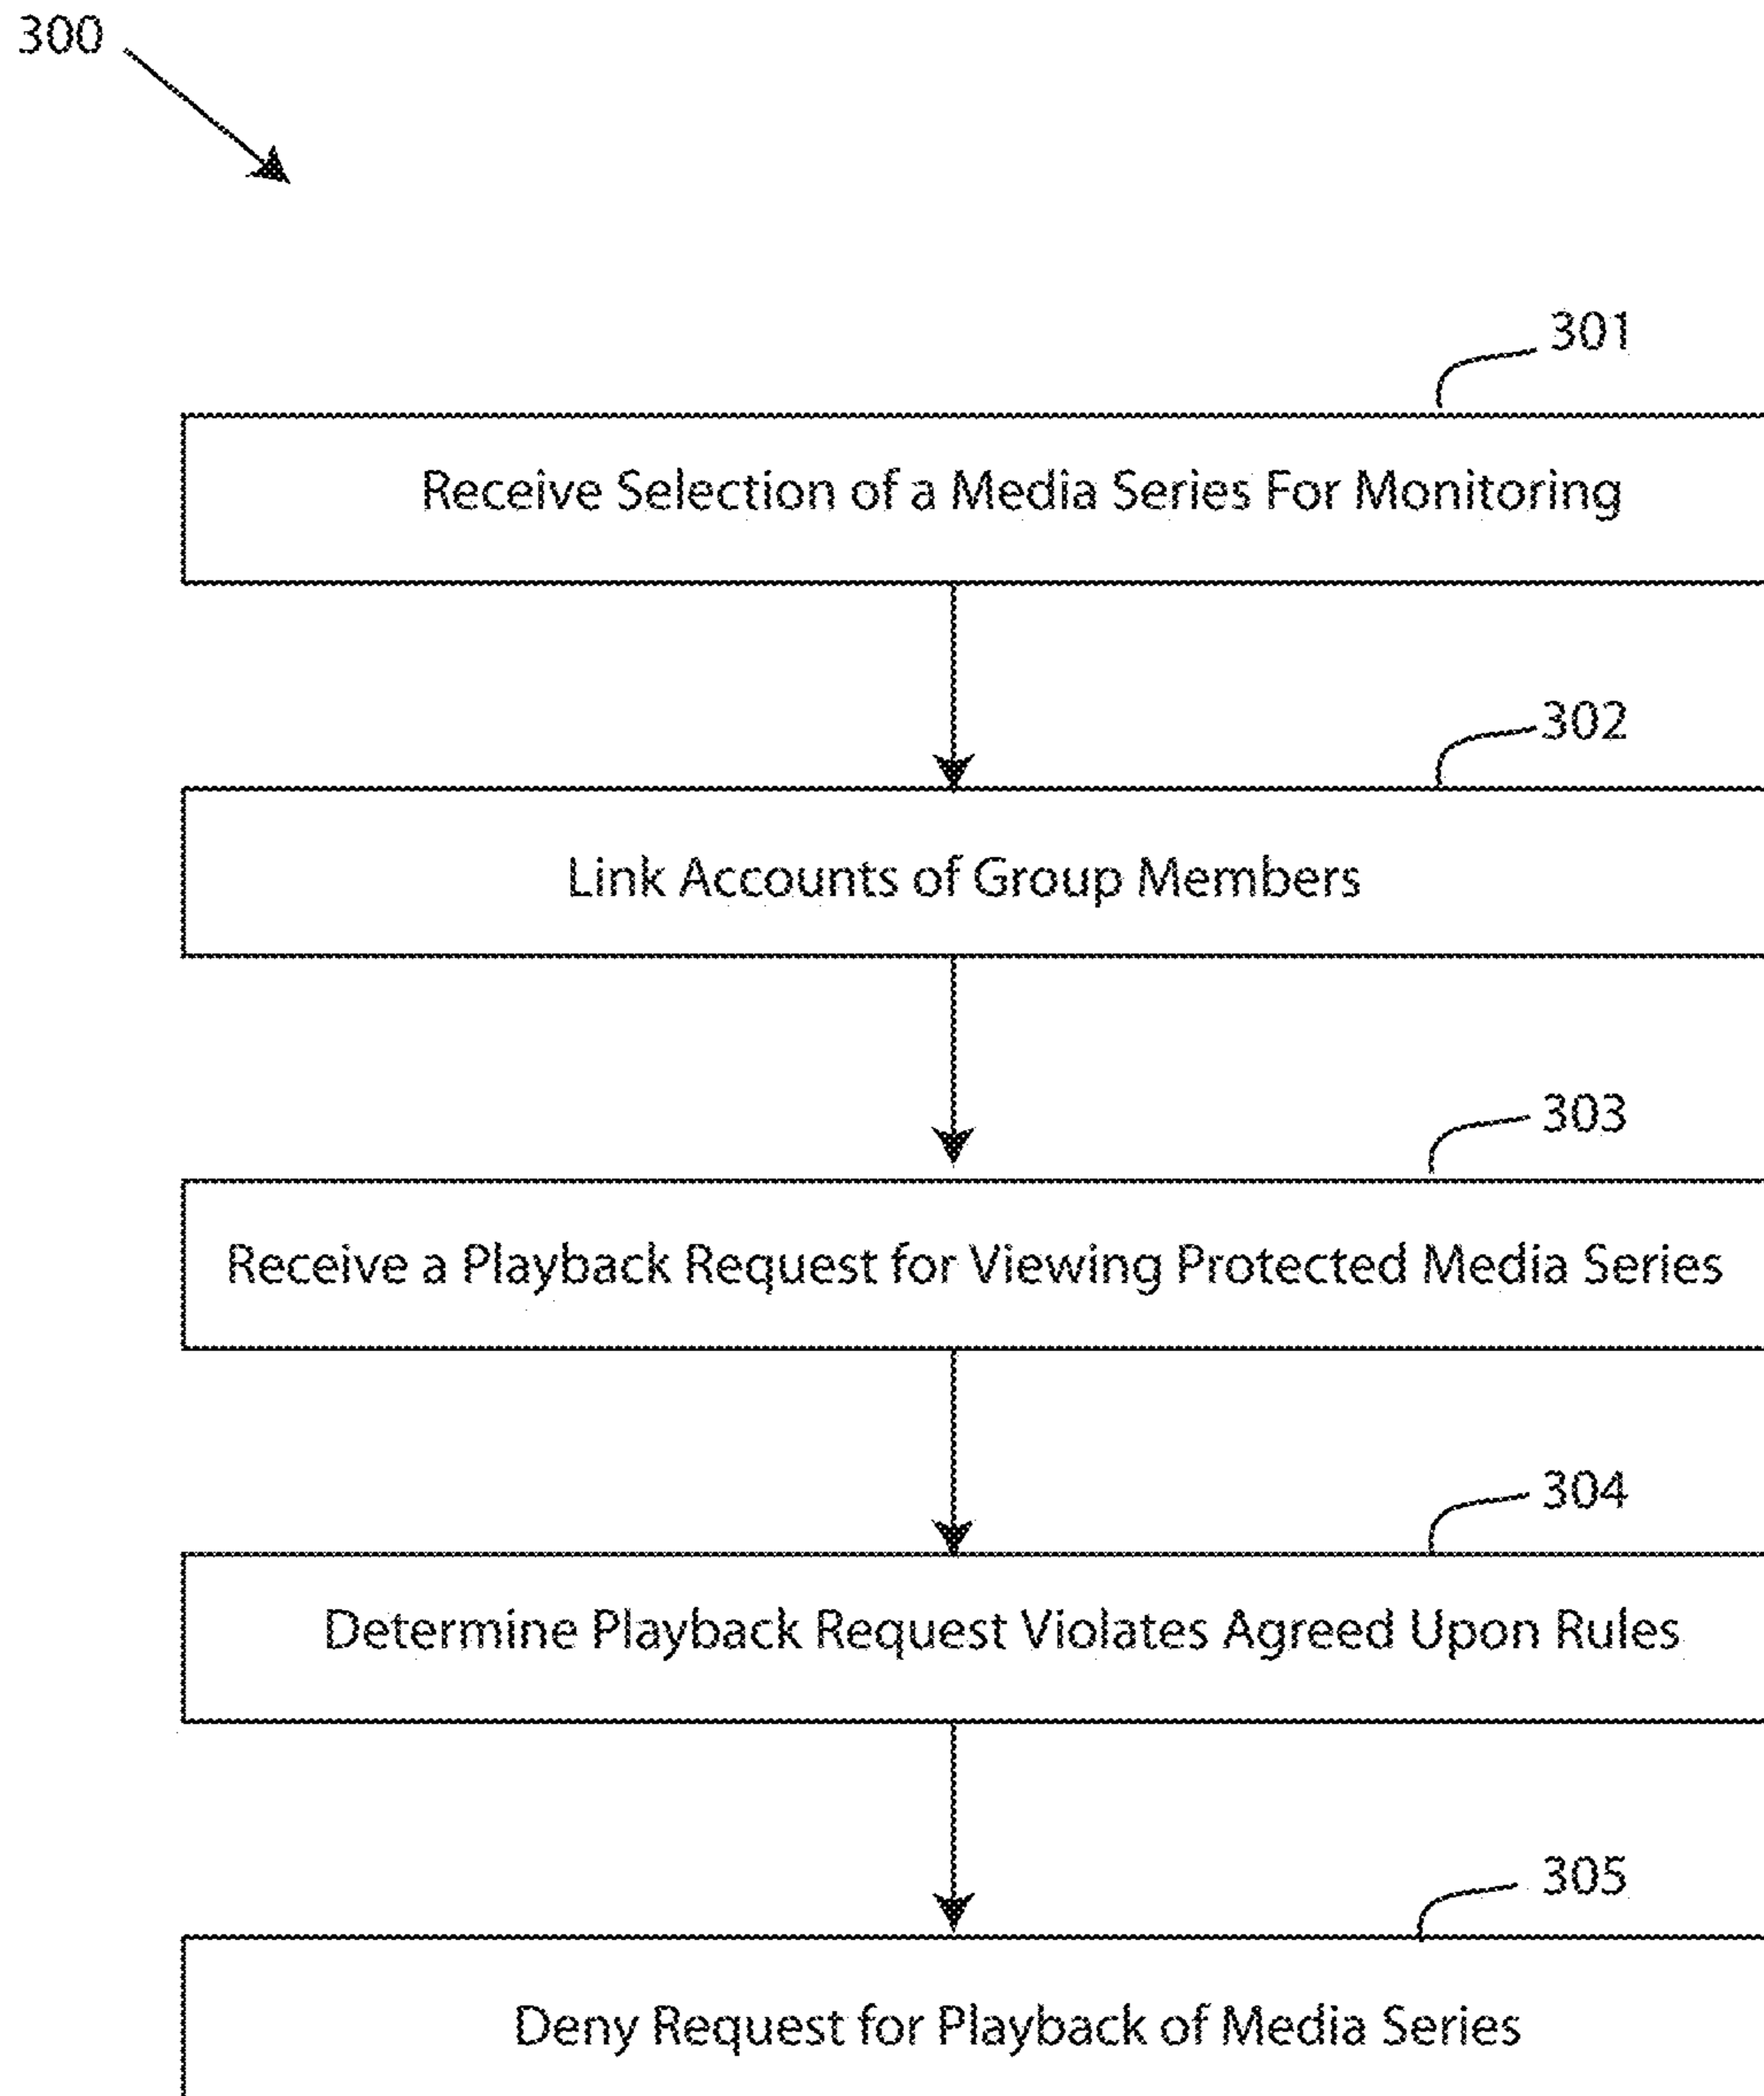 300
301
Receive Selection of a Media Series For Monitoring
302
Link Accounts of Group Members
303
Receive a Playback Request for Viewing Protected Media Series
304
Determine Playback Request Violates Agreed Upon Rules
305
Deny Request for Playback of Media Series